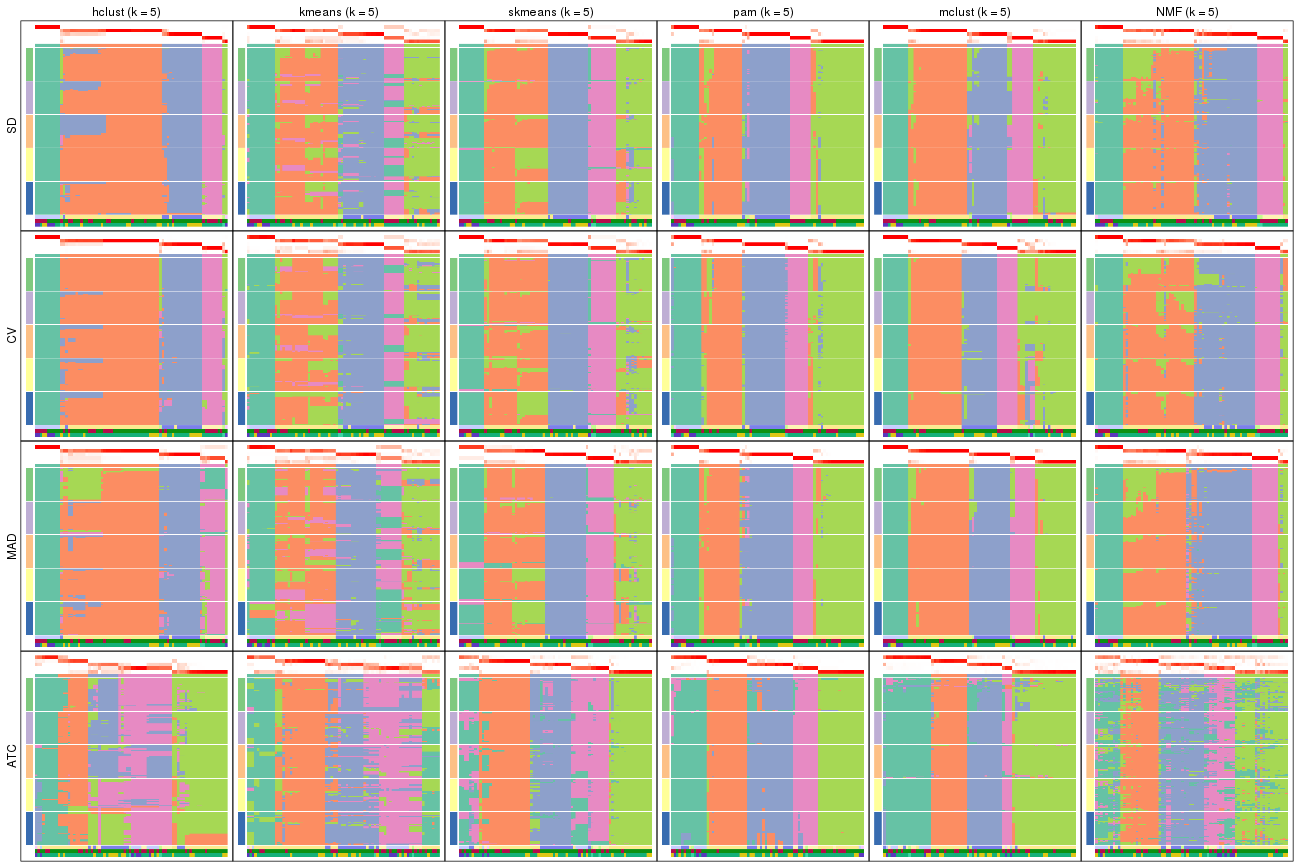 hclust (k = 5)
kmeans (k = 5)
skmeans (k = 5)
pam (k = 5)
mclust (k = 5)
NMF (k = 5)
SD
CV
MAD
ATC